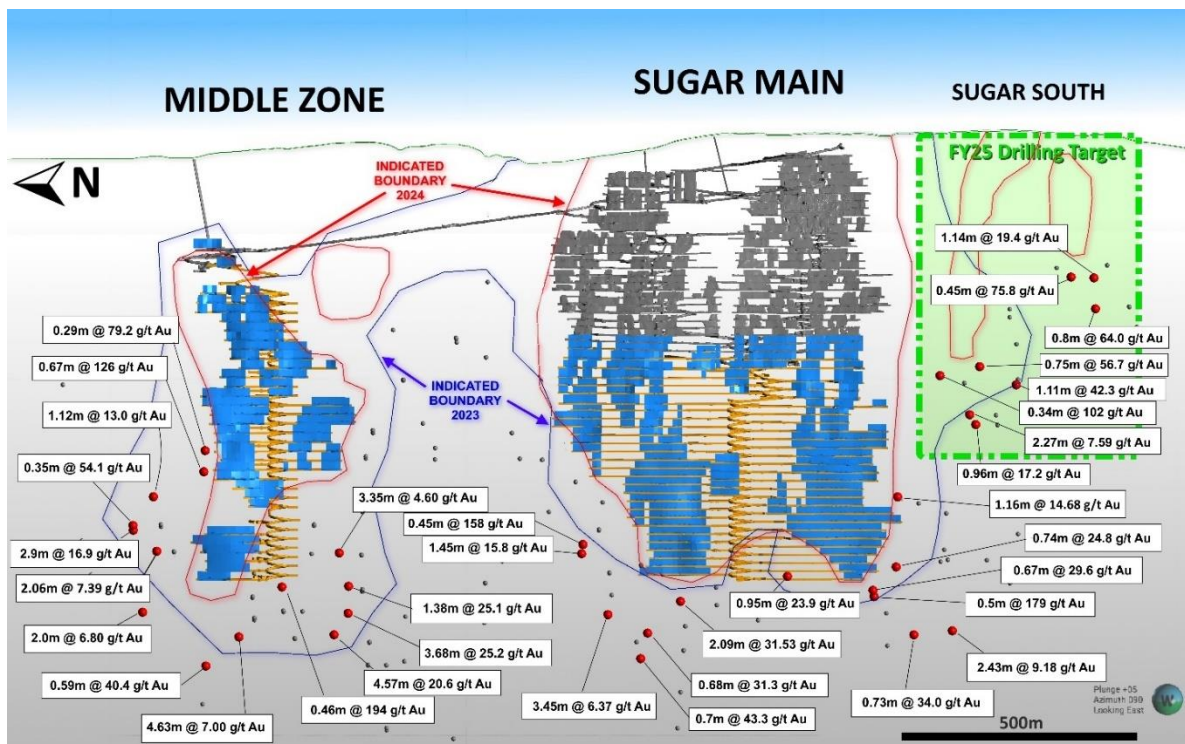 MIDDLE ZONE
SUGAR MAIN
SUGAR SOUTH
N
INDICATED
BOUNDARY
2024
FY25 Drilling Target
1.14m @ 19.4 g/t Au
0.45m @ 75.8 g/t Au
0.8m @ 64.0 g/t Au
0.75m @ 56.7 g/t Au
1.11m @ 42.3 g/t Au
0.34m @ 102 g/t Au
2.27m @ 7.59 g/t Au
0.96m @ 17.2 g/t Au
INDICATED
BOUNDARY
2023
0.29m @ 79.2 g/t Au
0.67m @ 126 g/t Au
1.12m @ 13.0 g/t Au
0.35m @ 54.1 g/t Au
2.9m @ 16.9 g/t Au
2.06m @ 7.39 g/t Au
2.0m @ 6.80 g/t Au
0.59m @ 40.4 g/t Au
4.63m @ 7.00 g/t Au
3.35m @ 4.60 g/t Au
0.45m @ 158 g/t Au
1.45m @ 15.8 g/t Au
1.38m @ 25.1 g/t Au
3.68m @ 25.2 g/t Au
4.57m @ 20.6 g/t Au
0.46m @ 194 g/t Au
1.16m @ 14.68 g/t Au
0.74m @ 24.8 g/t Au
0.67m @ 29.6 g/t Au
0.95m @ 23.9 g/t Au
0.5m @ 179 g/t Au
2.09m @ 31.53 g/t Au
0.68m @ 31.3 g/t Au
3.45m @ 6.37 g/t Au
0.7m @ 43.3 g/t Au
2.43m @ 9.18 g/t Au
0.73m @ 34.0 g/t Au
Plunge +05
Azimuth 099
Looking East
W
500m